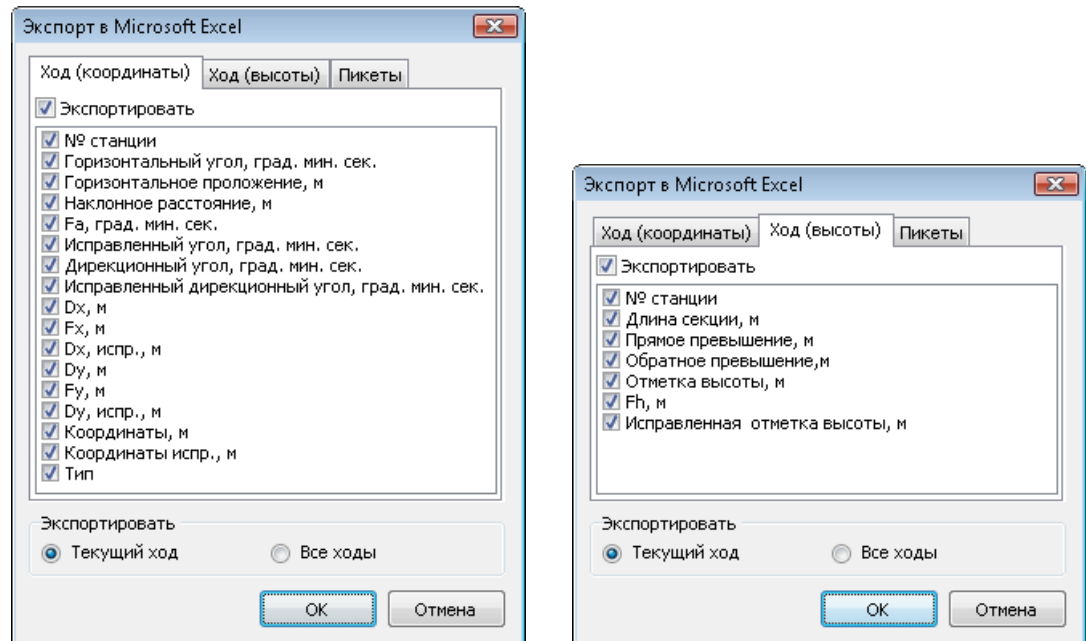 Экспорт в Microsoft Excel
Ход (координаты) Ход (высоты) Пикеты
Экспортировать
№ станции
Горизонтальный угол, град. мин. сек.
Горизонтальное проложение, м
Наклонное расстояние, м
Fa, град. мин. сек.
Исправленный угол, град. мин. сек.
Дирекционный угол, град. мин. сек.
Исправленный дирекционный угол, град. мин. сек.
Dx, м
Fx, м
Dx, испр., м
Dy, м
Fy, м
Dy, испр., м
Координаты, м
Координаты испр., м
Тип
Экспортировать
Текущий ход Все ходы
OK Отмена
Экспорт в Microsoft Excel
Ход (координаты) Ход (высоты) Пикеты
Экспортировать
№ станции
Длина секции, м
Прямое превышение, м
Обратное превышение,м
Отметка высоты, м
Fh, м
Исправленная отметка высоты, м
Экспортировать
Текущий ход Все ходы
OK Отмена